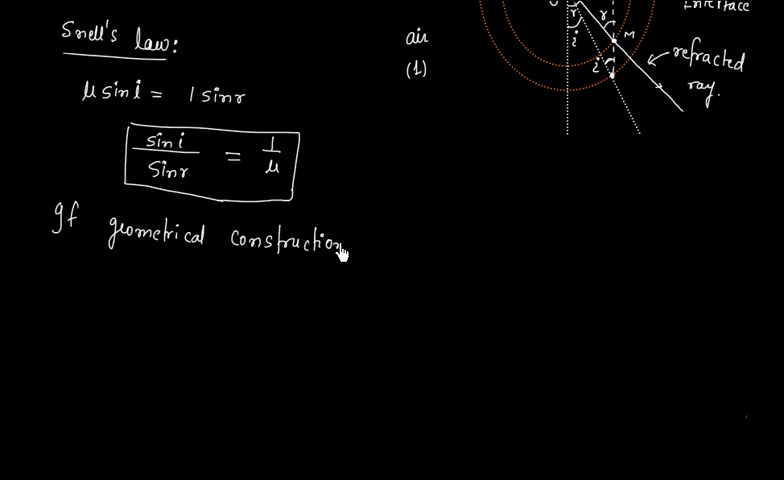 Snell's law:
μ sin i = 1 sin r
sin i / sin r = 1 / μ
If geometrical construction
air
(1)
interface
r
r
i
i
M
refracted
ray.